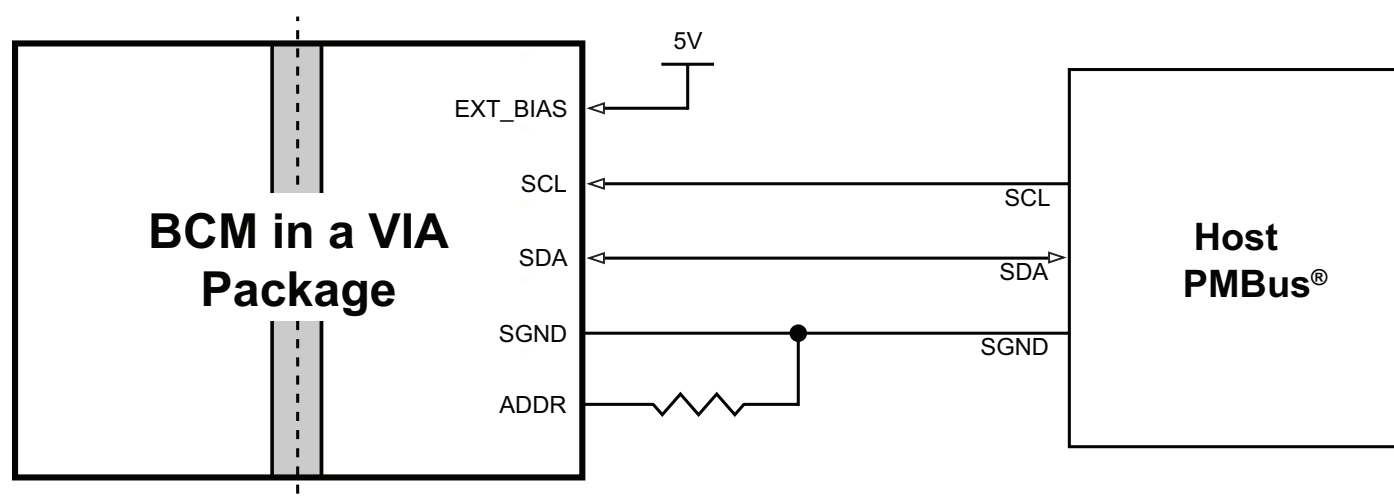 5V
EXT_BIAS
SCL
SCL
BCM in a VIA
Package
Host
PMBus®
SDA
SDA
SGND
SGND
ADDR